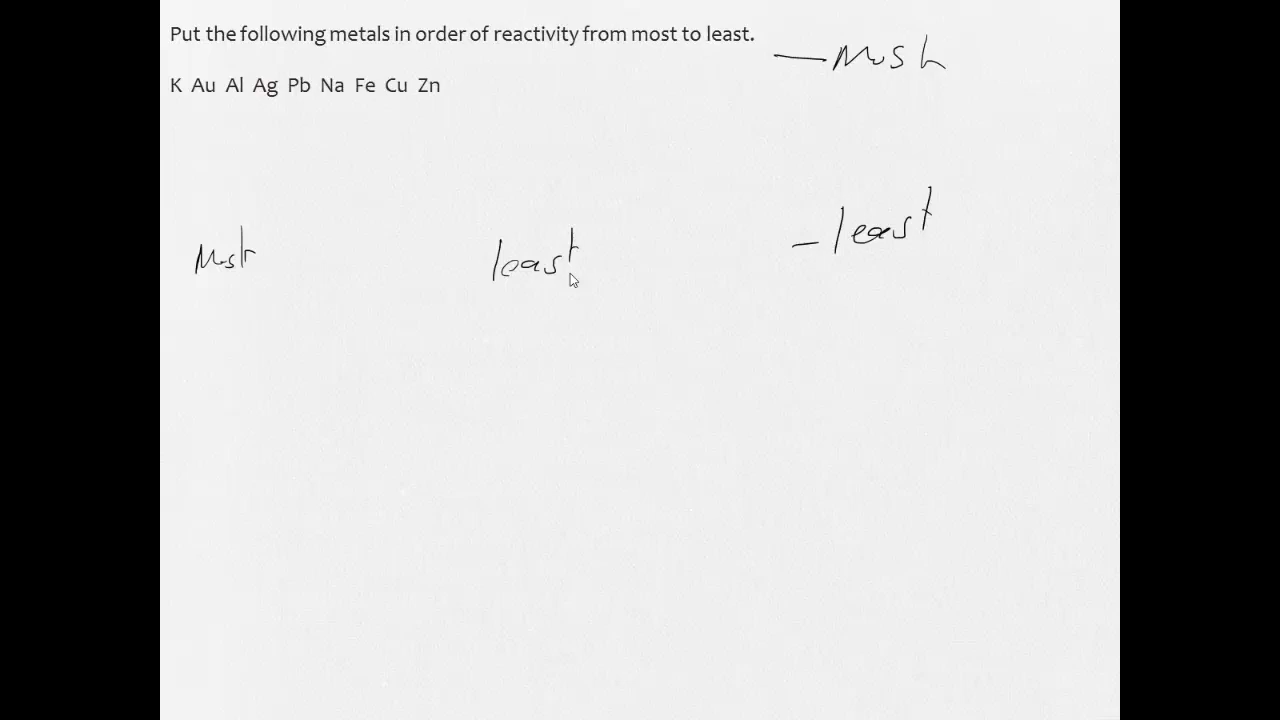 Put the following metals in order of reactivity from most to least.
— Most
K Au Al Ag Pb Na Fe Cu Zn
– least
Most
least